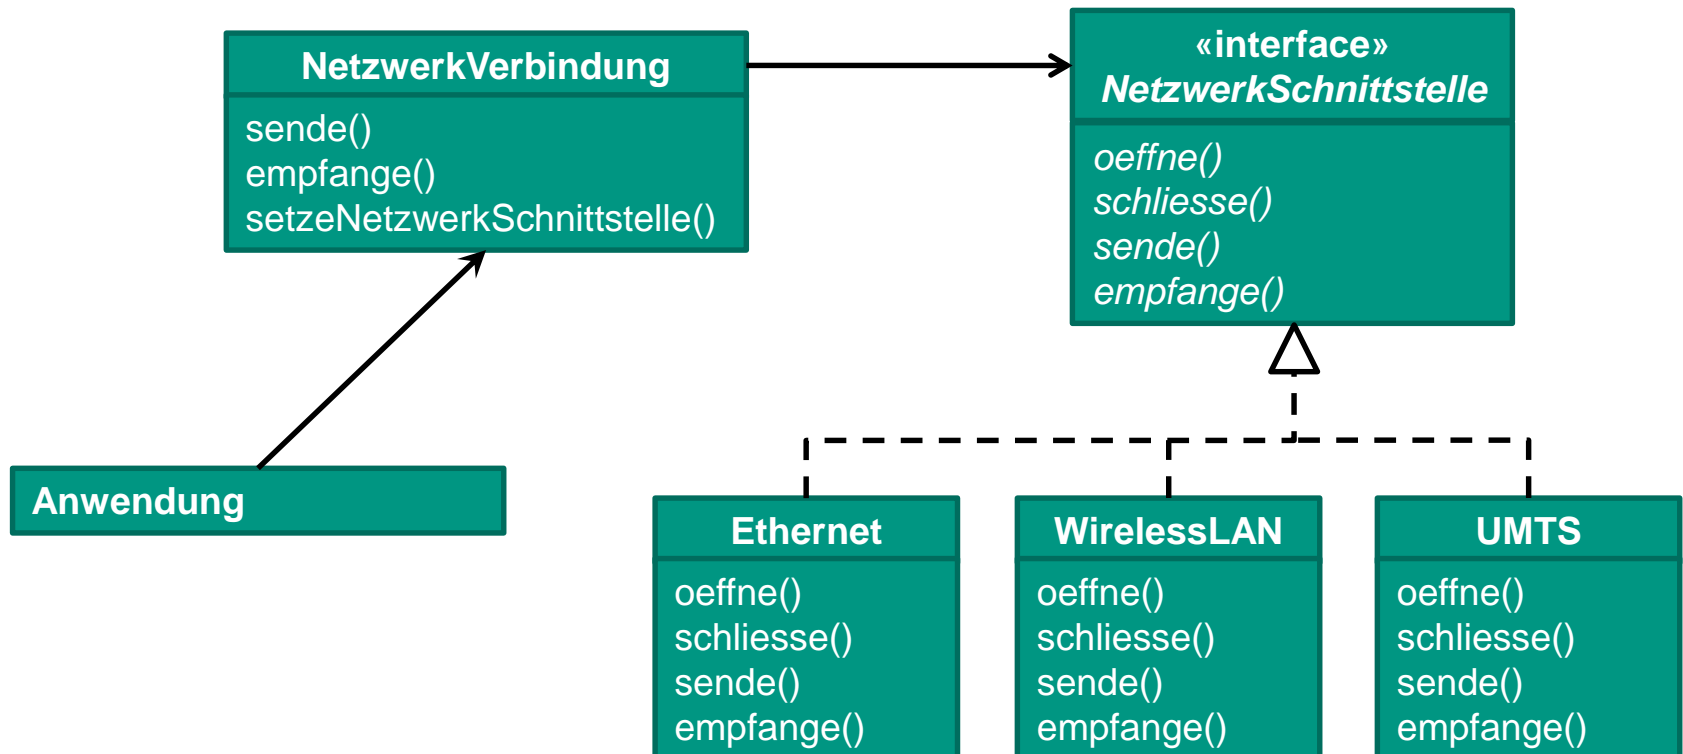 NetzwerkVerbindung
sende()
empfange()
setzeNetzwerkSchnittstelle()
«interface»
NetzwerkSchnittstelle
oeffne()
schliesse()
sende()
empfange()
Anwendung
Ethernet
oeffne()
schliesse()
sende()
empfange()
WirelessLAN
oeffne()
schliesse()
sende()
empfange()
UMTS
oeffne()
schliesse()
sende()
empfange()